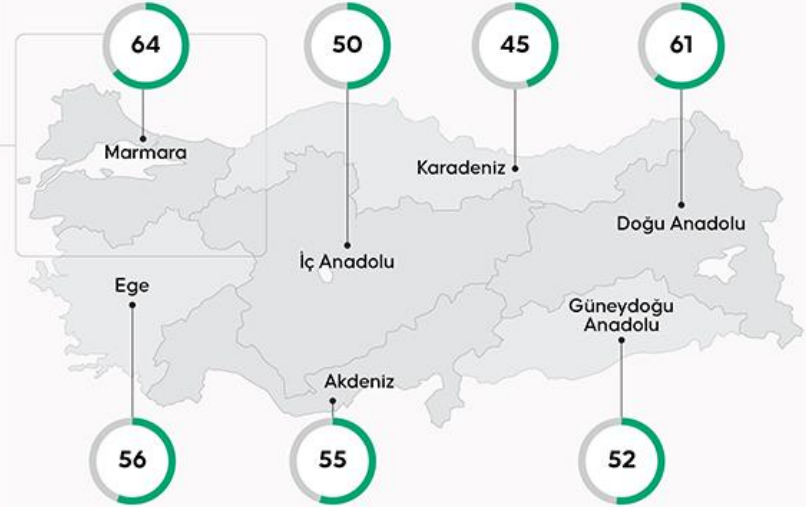 64
50
45
61
Marmara
Karadeniz
Doğu Anadolu
İç Anadolu
Ege
Güneydoğu
Anadolu
Akdeniz
56
55
52